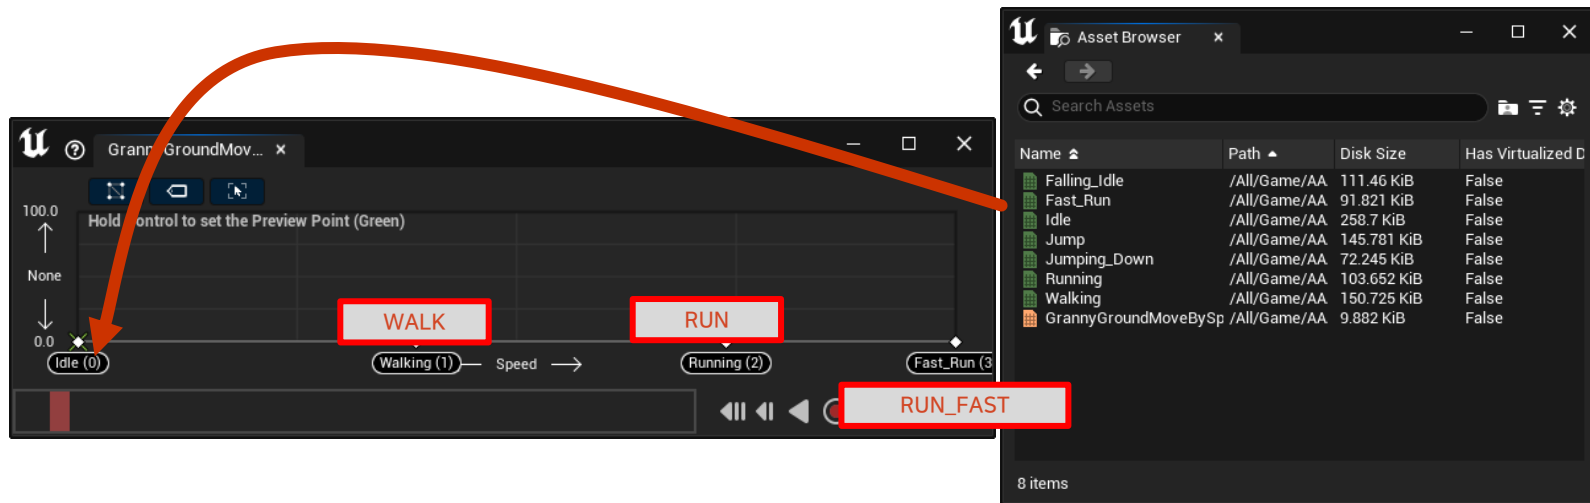 Asset Browser
Search Assets
Name Path Disk Size Has Virtualized D
Falling_Idle /All/Game/AA 111.46 KiB False
Fast_Run /All/Game/AA 91.821 KiB False
Idle /All/Game/AA 258.7 KiB False
Jump /All/Game/AA 145.781 KiB False
Jumping_Down /All/Game/AA 72.245 KiB False
Running /All/Game/AA 103.652 KiB False
Walking /All/Game/AA 150.725 KiB False
GrannyGroundMoveBySp /All/Game/AA 9.882 KiB False
8 items
GroundMov...
100.0
Hold Control to set the Preview Point (Green)
None
WALK
RUN
0.0
Idle (0) Walking (1) Speed Running (2) Fast_Run (3
RUN_FAST